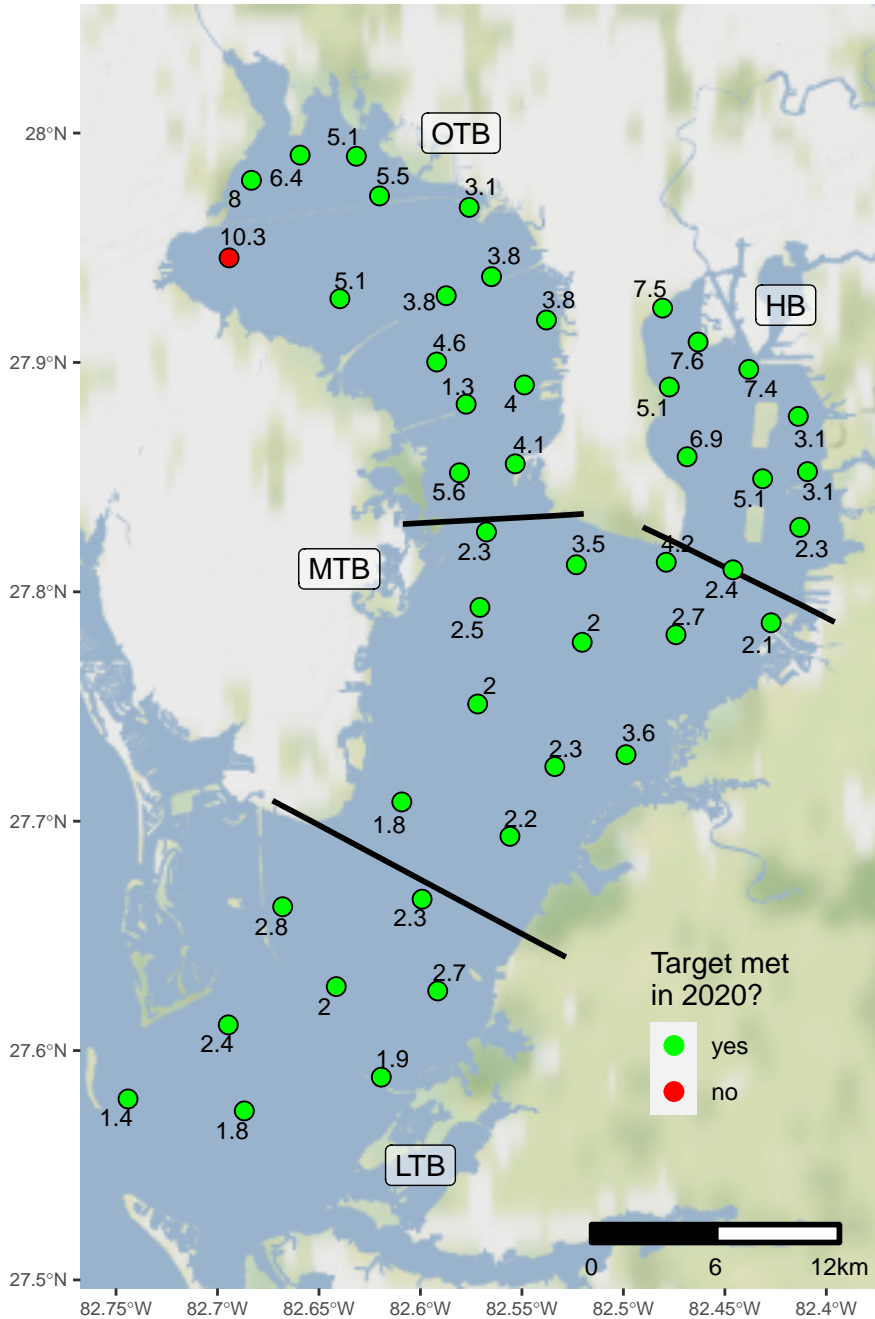 28°N
OTB
5.1
6.4
5.5
8
3.1
10.3
3.8
5.1
3.8
3.8
7.5
HB
27.9°N
4.6
7.6
1.3
4
7.4
5.1
4.1
6.9
3.1
5.6
5.1
3.1
2.3
3.5
4.2
2.3
MTB
27.8°N
2.4
2.5
2
2.7
2.1
2
2.3
3.6
27.7°N
1.8
2.2
2.8
2.3
Target met
in 2020?
2
2.7
yes
2.4
27.6°N
1.9
no
1.4
1.8
LTB
0
6
12km
27.5°N
82.75°W
82.7°W
82.65°W
82.6°W
82.55°W
82.5°W
82.45°W
82.4°W